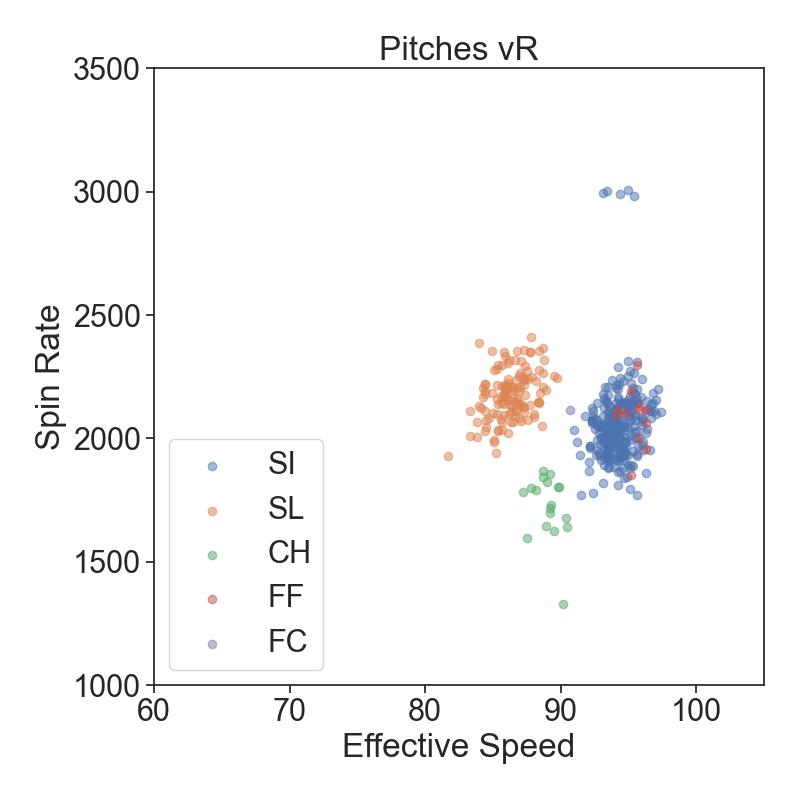 Pitches vR
3500
3000
2500
2000
1500
1000
Spin Rate
SI
SL
CH
FF
FC
60 70 80 90 100
Effective Speed